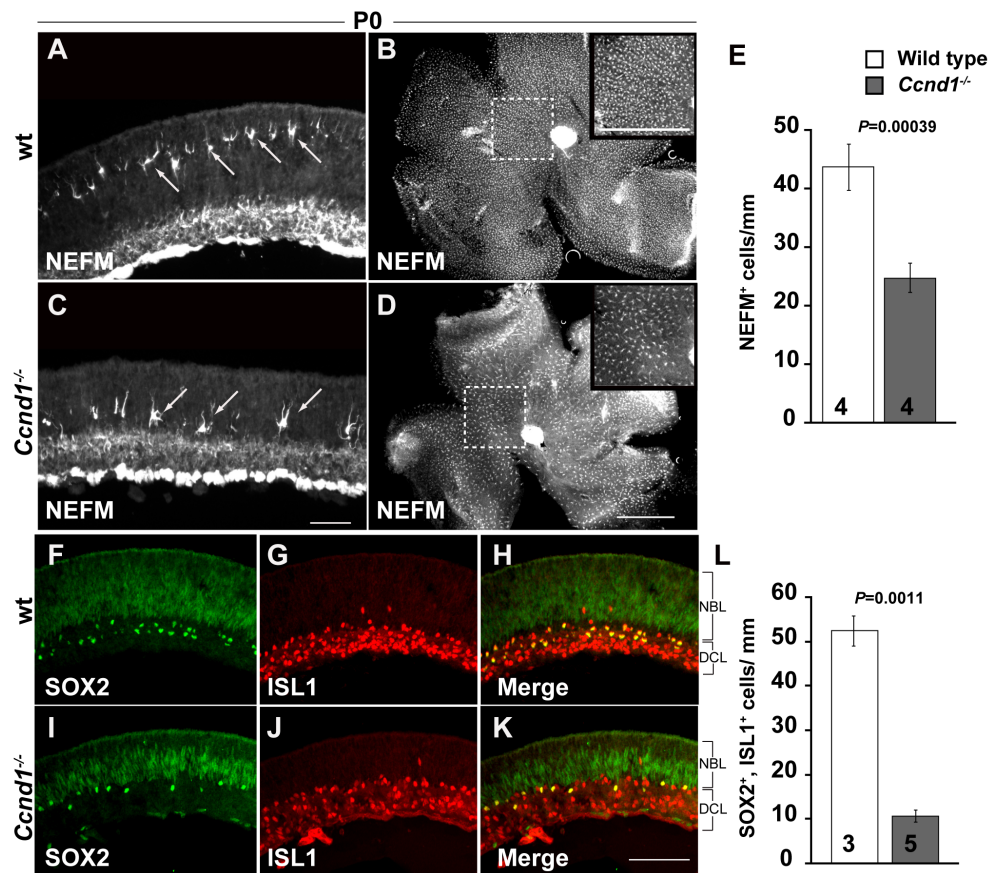 P0
A
wt
NEFM
B
NEFM
C
Ccnd1-/-
NEFM
D
NEFM
E
Wild type
Ccnd1-/-
P=0.00039
NEFM+ cells/mm
50
40
30
20
10
0
4
4
F
wt
SOX2
G
ISL1
H
Merge
NBL
DCL
I
Ccnd1-/-
SOX2
J
ISL1
K
Merge
NBL
DCL
L
P=0.0011
SOX2+, ISL1+ cells/ mm
60
50
40
30
20
10
0
3
5